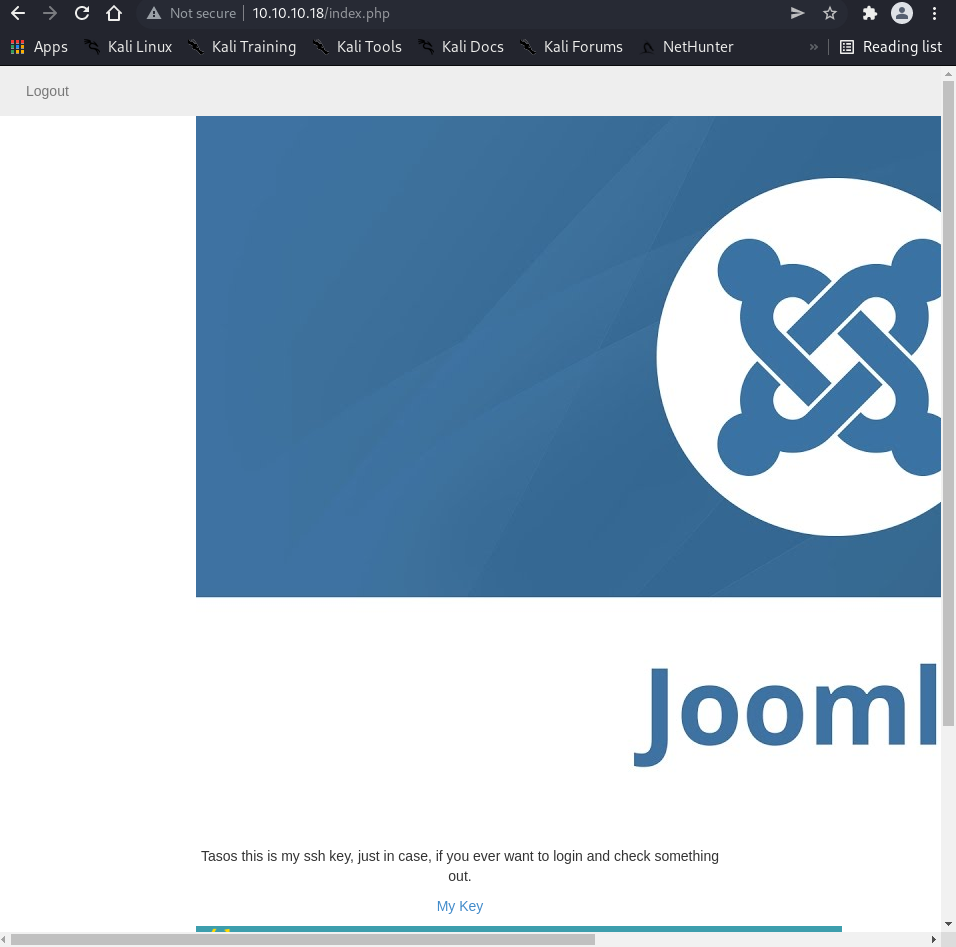 Not secure 10.10.10.18/index.php
Apps Kali Linux Kali Training Kali Tools Kali Docs Kali Forums NetHunter » Reading list
Logout
Jooml
Tasos this is my ssh key, just in case, if you ever want to login and check something
out.
My Key